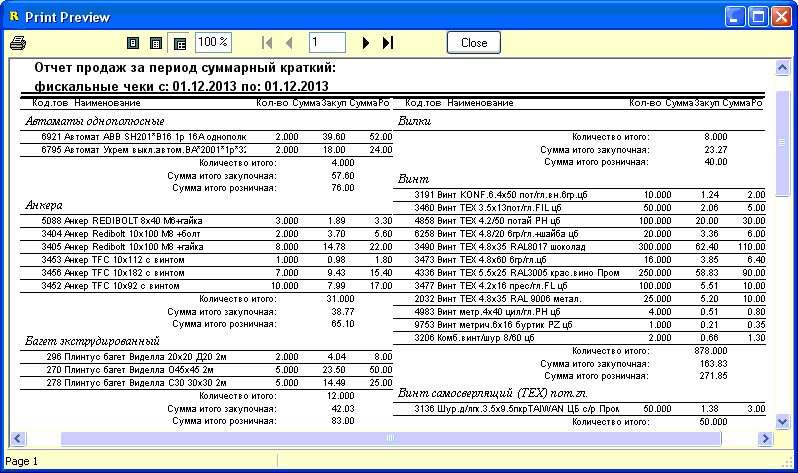 Print Preview
100 %
1
Close
Отчет продаж за период суммарный краткий:
фискальные чеки с: 01.12.2013 по: 01.12.2013
Код.тов Наименование Кол-во СуммаЗакуп СуммаРо
Автоматы однополюсные
6921 Автомат АВВ SH201*B16 1р 16А однополк 2.000 39.60 52.00
6795 Автомат Укрем выкл.автом.ВА*2001*1р*32 2.000 18.00 24.00
Количество итого: 4.000
Сумма итого закупочная: 57.60
Сумма итого розничная: 76.00
Анкера
5088 Анкер REDIBOLT 8x40 М6+гайка 3.000 1.89 3.30
3404 Анкер Redibolt 10x100 М8 +болт 2.000 3.70 5.60
3405 Анкер Redibolt 10x100 М8 +гайка 8.000 14.78 22.00
3453 Анкер TFC 10x112 с винтом 1.000 0.98 1.80
3456 Анкер TFC 10x182 с винтом 7.000 9.43 15.40
3452 Анкер TFC 10x92 с винтом 10.000 7.99 17.00
Количество итого: 31.000
Сумма итого закупочная: 38.77
Сумма итого розничная: 65.10
Багет экструдированный
296 Плинтус багет Виделла 20x20 Д20 2м 2.000 4.04 8.00
270 Плинтус багет Виделла О45x45 2м 5.000 23.50 50.00
278 Плинтус багет Виделла С30 30x30 2м 5.000 14.49 25.00
Количество итого: 12.000
Сумма итого закупочная: 42.03
Сумма итого розничная: 83.00
Код.тов Наименование Кол-во СуммаЗакуп СуммаРо
Вилки
Количество итого: 8.000
Сумма итого закупочная: 23.27
Сумма итого розничная: 40.00
Винт
3191 Винт KONF.6.4x50 пот/гл.вн.6гр.цб 10.000 1.24 2.00
3460 Винт TEX 3.5x13пот/гл.FIL цб 50.000 2.06 5.00
4858 Винт TEX 4.2/50 потай PH цб 100.000 20.00 30.00
6258 Винт TEX 4.8/20 6гр/гл.+шайба цб 20.000 3.36 6.00
3490 Винт TEX 4.8x35 RAL8017 шоколад 300.000 62.40 110.00
3473 Винт TEX 4.8x60 6гр/гл.цб 16.000 3.85 6.40
4336 Винт TEX 5.5x25 RAL3005 крас.вино Пром 250.000 58.83 90.00
3477 Винт TEX 4.2x16 прес/гл.FL цб 100.000 5.51 10.00
2032 Винт TEX 4.8x35 RAL 9006 метал. 25.000 5.20 10.00
4983 Винт метр.4x40 цил/гл.PH цб 4.000 0.51 0.80
9753 Винт метрич.6x16 буртик PZ цб 1.000 0.21 0.35
3206 Комб.винт/шур 8/60 цб 2.000 0.66 1.30
Количество итого: 878.000
Сумма итого закупочная: 163.83
Сумма итого розничная: 271.85
Винт самосверлящий (TEX) пот.гл.
3136 Шур.д/лгк.3.5x9.5пкрTAIWAN ЦБ с/р Пром 50.000 1.38 3.00
Количество итого: 50.000
Page 1